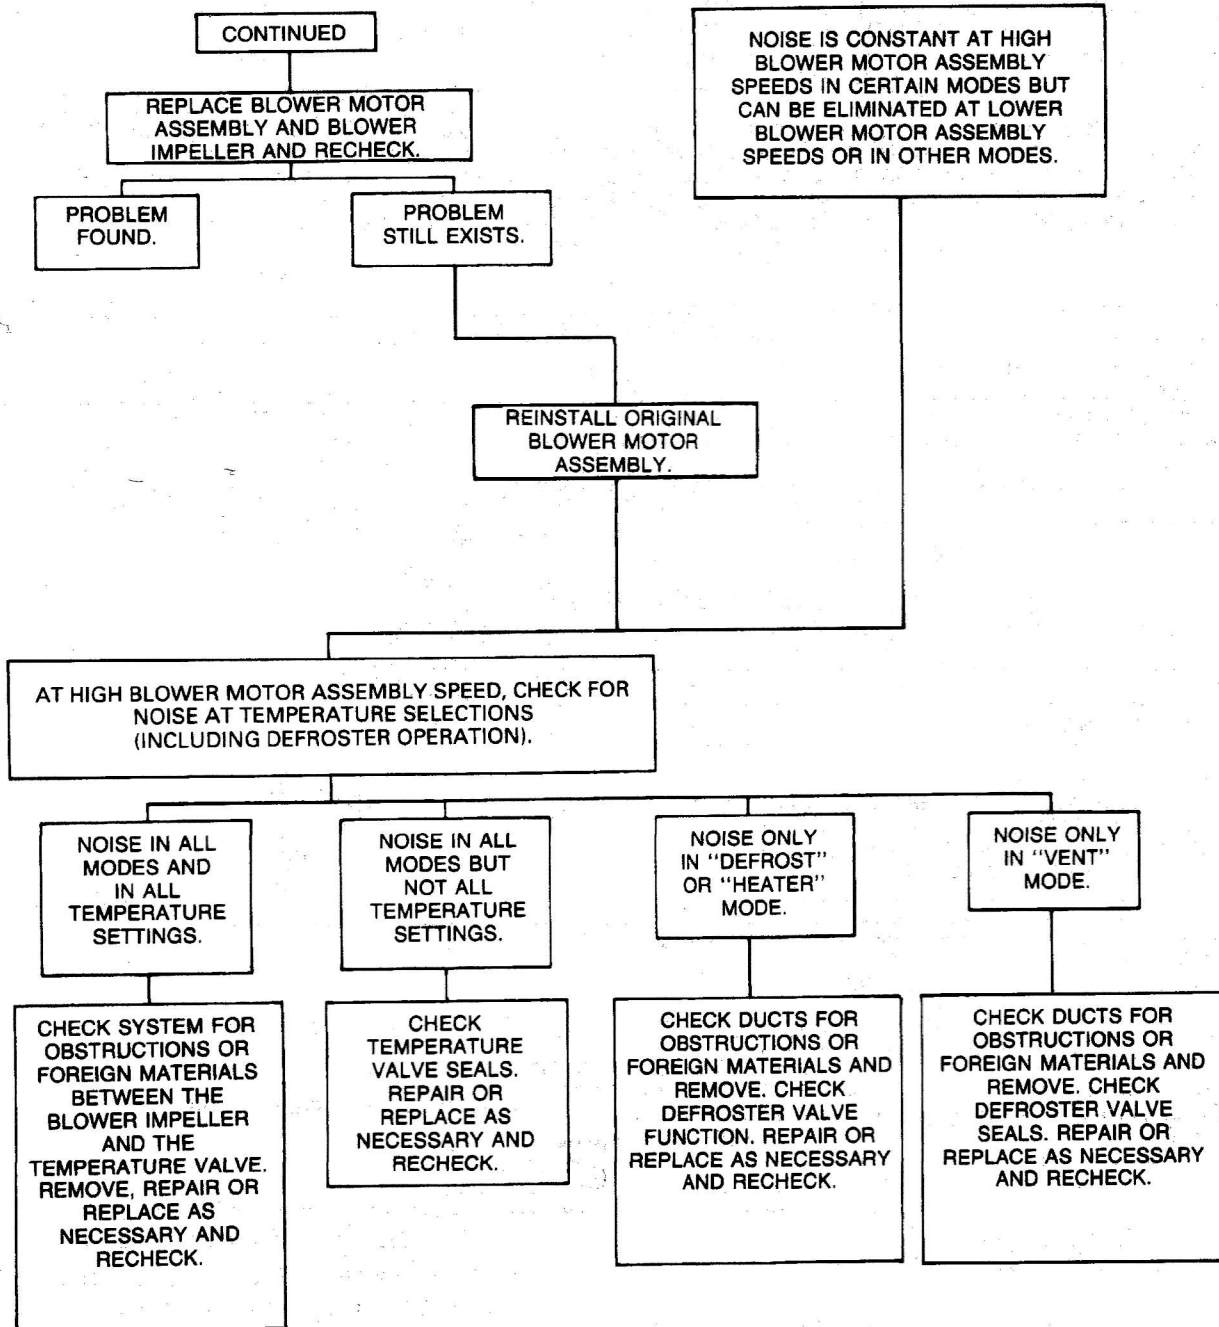 CONTINUED
REPLACE BLOWER MOTOR
ASSEMBLY AND BLOWER
IMPELLER AND RECHECK.
PROBLEM
FOUND.
PROBLEM
STILL EXISTS.
NOISE IS CONSTANT AT HIGH
BLOWER MOTOR ASSEMBLY
SPEEDS IN CERTAIN MODES BUT
CAN BE ELIMINATED AT LOWER
BLOWER MOTOR ASSEMBLY
SPEEDS OR IN OTHER MODES.
REINSTALL ORIGINAL
BLOWER MOTOR
ASSEMBLY.
AT HIGH BLOWER MOTOR ASSEMBLY SPEED, CHECK FOR
NOISE AT TEMPERATURE SELECTIONS
(INCLUDING DEFROSTER OPERATION).
NOISE IN ALL
MODES AND
IN ALL
TEMPERATURE
SETTINGS.
NOISE IN ALL
MODES BUT
NOT ALL
TEMPERATURE
SETTINGS.
NOISE ONLY
IN "DEFROST"
OR "HEATER"
MODE.
NOISE ONLY
IN "VENT"
MODE.
CHECK SYSTEM FOR
OBSTRUCTIONS OR
FOREIGN MATERIALS
BETWEEN THE
BLOWER IMPELLER
AND THE
TEMPERATURE VALVE.
REMOVE, REPAIR OR
REPLACE AS
NECESSARY AND
RECHECK.
CHECK
TEMPERATURE
VALVE SEALS.
REPAIR OR
REPLACE AS
NECESSARY AND
RECHECK.
CHECK DUCTS FOR
OBSTRUCTIONS OR
FOREIGN MATERIALS AND
REMOVE. CHECK
DEFROSTER VALVE
FUNCTION. REPAIR OR
REPLACE AS NECESSARY
AND RECHECK.
CHECK DUCTS FOR
OBSTRUCTIONS OR
FOREIGN MATERIALS AND
REMOVE. CHECK
DEFROSTER VALVE
SEALS. REPAIR OR
REPLACE AS NECESSARY
AND RECHECK.